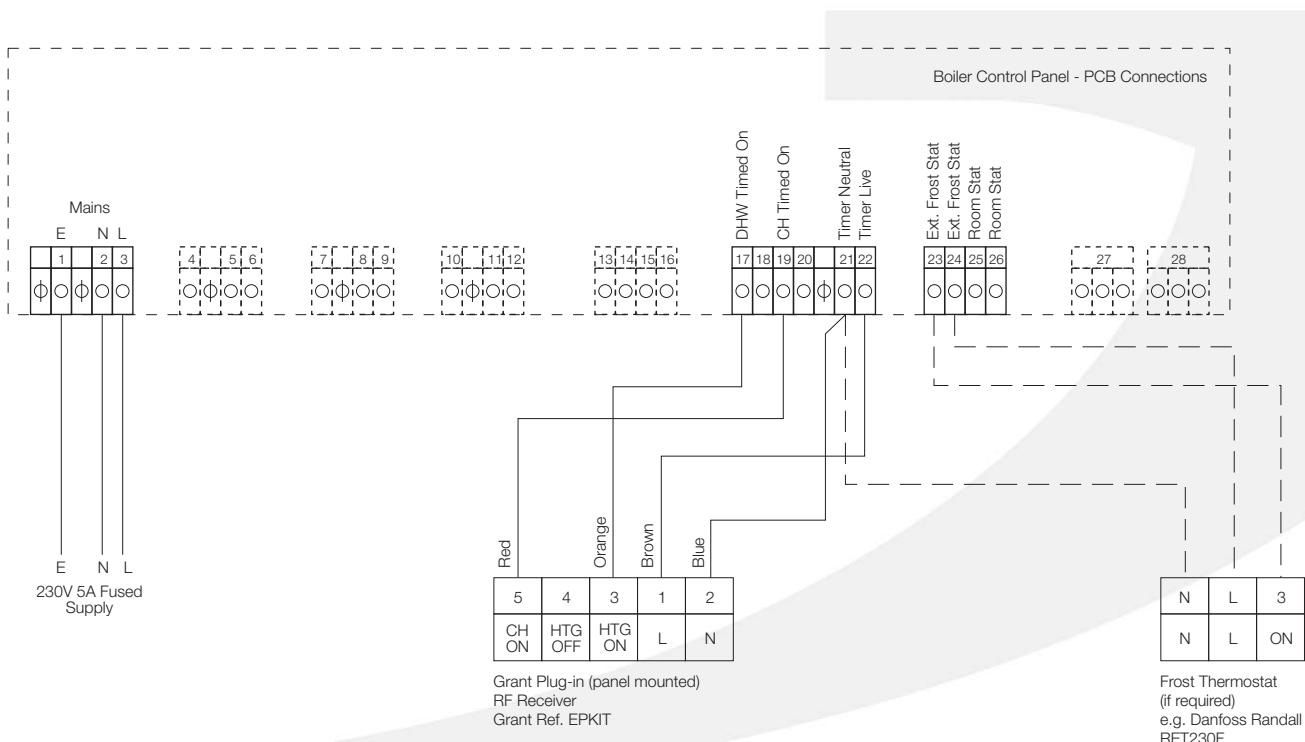 Boiler Control Panel - PCB Connections
Mains
E N L
DHW Timed On
CH Timed On
Timer Neutral
Timer Live
Ext. Frost Stat
Ext. Frost Stat
Room Stat
Room Stat
1 2 3
4 5 6
7 8 9
10 11 12
13 14 15 16
17 18 19 20 21 22
23 24 25 26
27
28
E N L
230V 5A Fused
Supply
Red
Orange
Brown
Blue
5 4 3 1 2
CH ON
HTG OFF
HTG ON
L
N
Grant Plug-in (panel mounted)
RF Receiver
Grant Ref. EPKIT
N L 3
N L ON
Frost Thermostat
(if required)
e.g. Danfoss Randall
RET230F